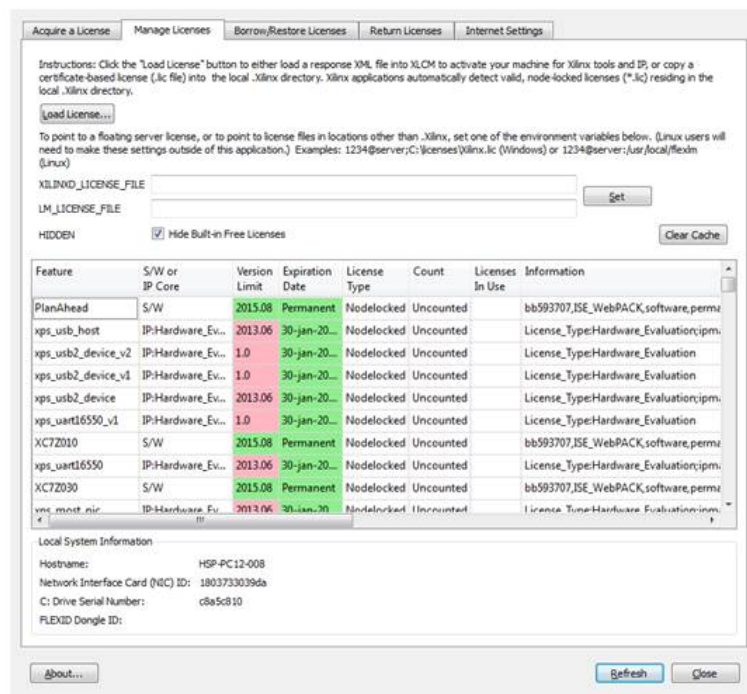 Acquire a License Manage Licenses Borrow/Restore Licenses Return Licenses Internet Settings
Instructions: Click the "Load License" button to either load a response XML file into XLCM to activate your machine for Xilinx tools and IP, or copy a
certificate-based license (.lic file) into the local .Xilinx directory. Xilinx applications automatically detect valid, node-locked licenses (*.lic) residing in the
local .Xilinx directory.
Load License...
To point to a floating server license, or to point to license files in locations other than .Xilinx, set one of the environment variables below. (Linux users will
need to make these settings outside of this application.) Examples: 1234@server;C:\licenses\Xilinx.lic (Windows) or 1234@server:/usr/local/flexlm
(Linux)
XILINXD_LICENSE_FILE
Set
LM_LICENSE_FILE
HIDDEN Hide Built-in Free Licenses Clear Cache
Feature S/W or Version Expiration License Count Licenses Information
IP Core Limit Date Type In Use
PlanAhead S/W 2015.08 Permanent Nodelocked Uncounted bb593707,ISE_WebPACK,software,perma
xps_usb_host IP:Hardware_Ev... 2013.06 30-jan-20... Nodelocked Uncounted License_Type:Hardware_Evaluation;ipm
xps_usb2_device_v2 IP:Hardware_Ev... 1.0 30-jan-20... Nodelocked Uncounted License_Type:Hardware_Evaluation
xps_usb2_device_v1 IP:Hardware_Ev... 1.0 30-jan-20... Nodelocked Uncounted License_Type:Hardware_Evaluation
xps_usb2_device IP:Hardware_Ev... 2013.06 30-jan-20... Nodelocked Uncounted License_Type:Hardware_Evaluation;ipm
xps_uart16550_v1 IP:Hardware_Ev... 1.0 30-jan-20... Nodelocked Uncounted License_Type:Hardware_Evaluation
XC7Z010 S/W 2015.08 Permanent Nodelocked Uncounted bb593707,ISE_WebPACK,software,perma
xps_uart16550 IP:Hardware_Ev... 2013.06 30-jan-20... Nodelocked Uncounted License_Type:Hardware_Evaluation;ipm
XC7Z030 S/W 2015.08 Permanent Nodelocked Uncounted bb593707,ISE_WebPACK,software,perma
xps_most_nic IP:Hardware_Ev... 2013.06 30-jan-20... Nodelocked Uncounted License_Type:Hardware_Evaluation;ipm
Local System Information
Hostname: HSP-PC12-008
Network Interface Card (NIC) ID: 1803733039da
C: Drive Serial Number: c8a5c810
FLEXID Dongle ID:
About... Refresh Close